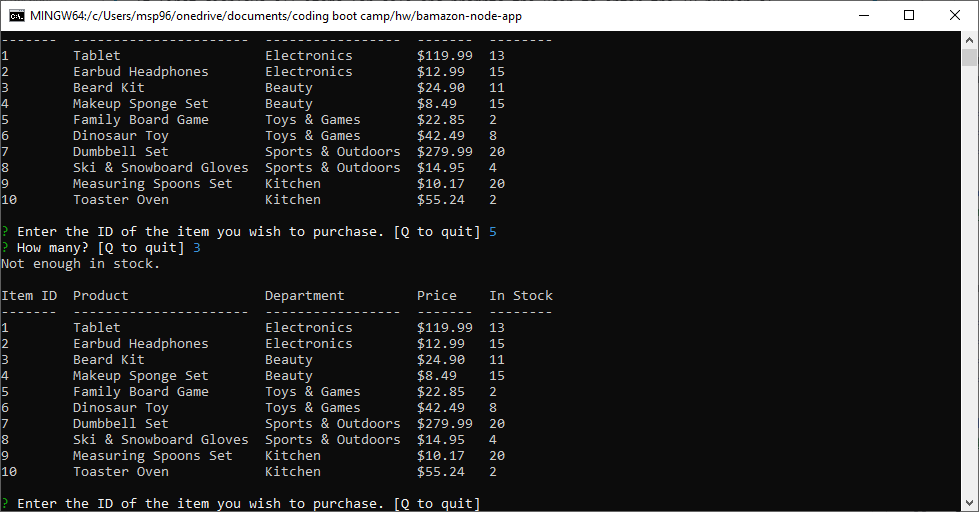 MINGW64:/c/Users/msp96/onedrive/documents/coding boot camp/hw/bamazon-node-app
-------  ----------------------  -----------------  -------  --------
1        Tablet                  Electronics        $119.99  13
2        Earbud Headphones       Electronics        $12.99   15
3        Beard Kit               Beauty             $24.90   11
4        Makeup Sponge Set       Beauty             $8.49    15
5        Family Board Game       Toys & Games       $22.85   2
6        Dinosaur Toy            Toys & Games       $42.49   8
7        Dumbbell Set            Sports & Outdoors  $279.99  20
8        Ski & Snowboard Gloves  Sports & Outdoors  $14.95   4
9        Measuring Spoons Set    Kitchen            $10.17   20
10       Toaster Oven            Kitchen            $55.24   2
? Enter the ID of the item you wish to purchase. [Q to quit] 5
? How many? [Q to quit] 3
Not enough in stock.
Item ID  Product                 Department         Price    In Stock
-------  ----------------------  -----------------  -------  --------
1        Tablet                  Electronics        $119.99  13
2        Earbud Headphones       Electronics        $12.99   15
3        Beard Kit               Beauty             $24.90   11
4        Makeup Sponge Set       Beauty             $8.49    15
5        Family Board Game       Toys & Games       $22.85   2
6        Dinosaur Toy            Toys & Games       $42.49   8
7        Dumbbell Set            Sports & Outdoors  $279.99  20
8        Ski & Snowboard Gloves  Sports & Outdoors  $14.95   4
9        Measuring Spoons Set    Kitchen            $10.17   20
10       Toaster Oven            Kitchen            $55.24   2
? Enter the ID of the item you wish to purchase. [Q to quit]